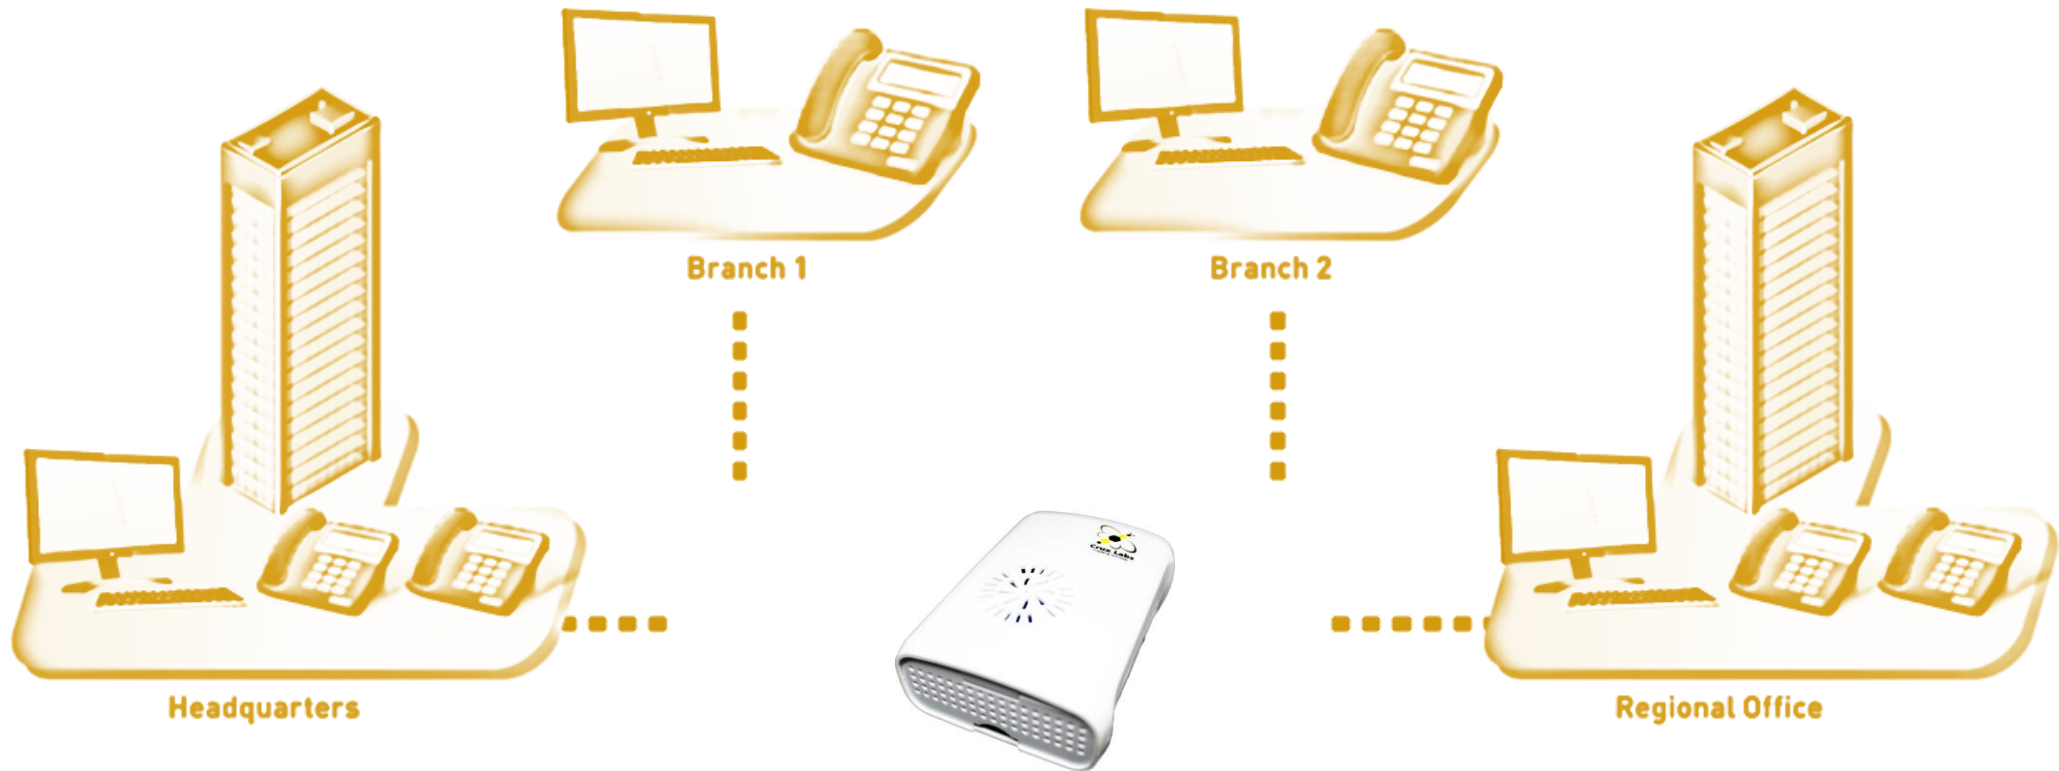 Branch 1
Branch 2
Crux Labs
Headquarters
Regional Office